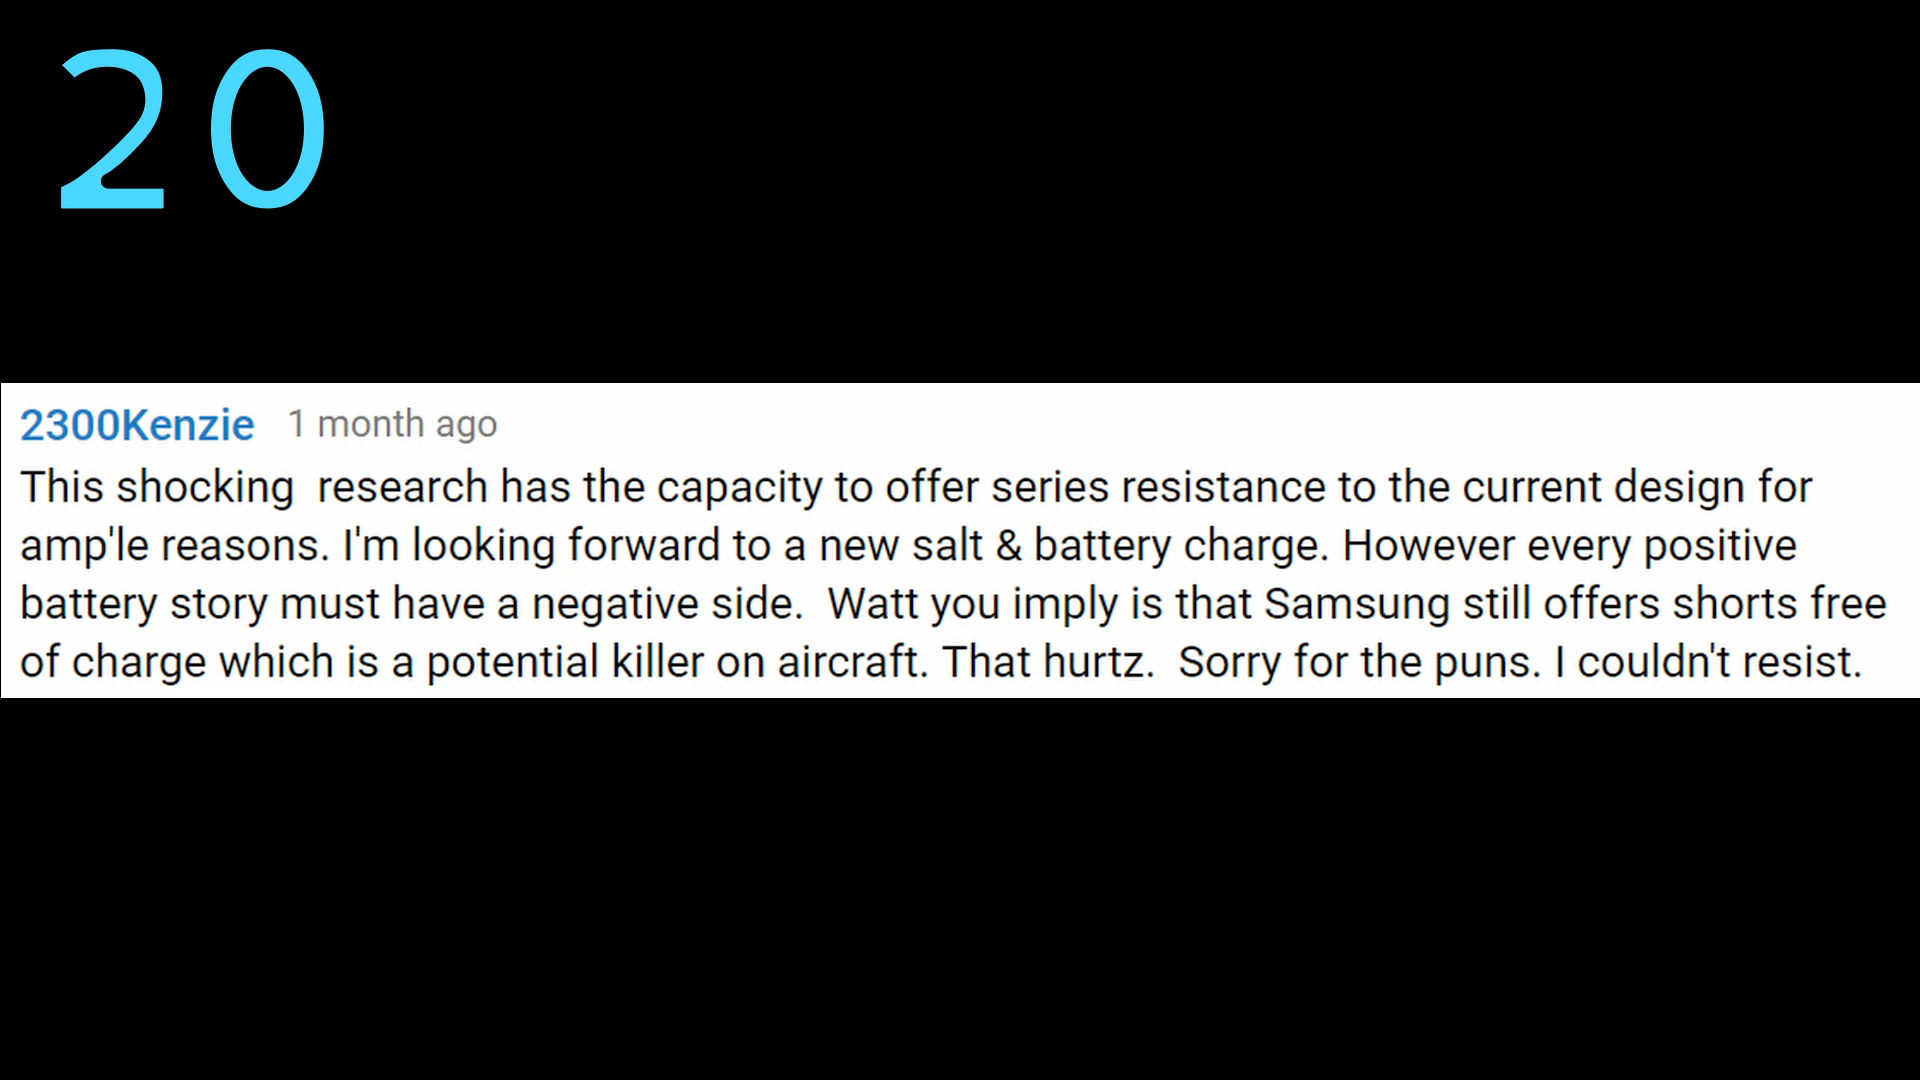 20
2300Kenzie 1 month ago
This shocking  research has the capacity to offer series resistance to the current design for
amp'le reasons. I'm looking forward to a new salt & battery charge. However every positive
battery story must have a negative side.  Watt you imply is that Samsung still offers shorts free
of charge which is a potential killer on aircraft. That hurtz.  Sorry for the puns. I couldn't resist.